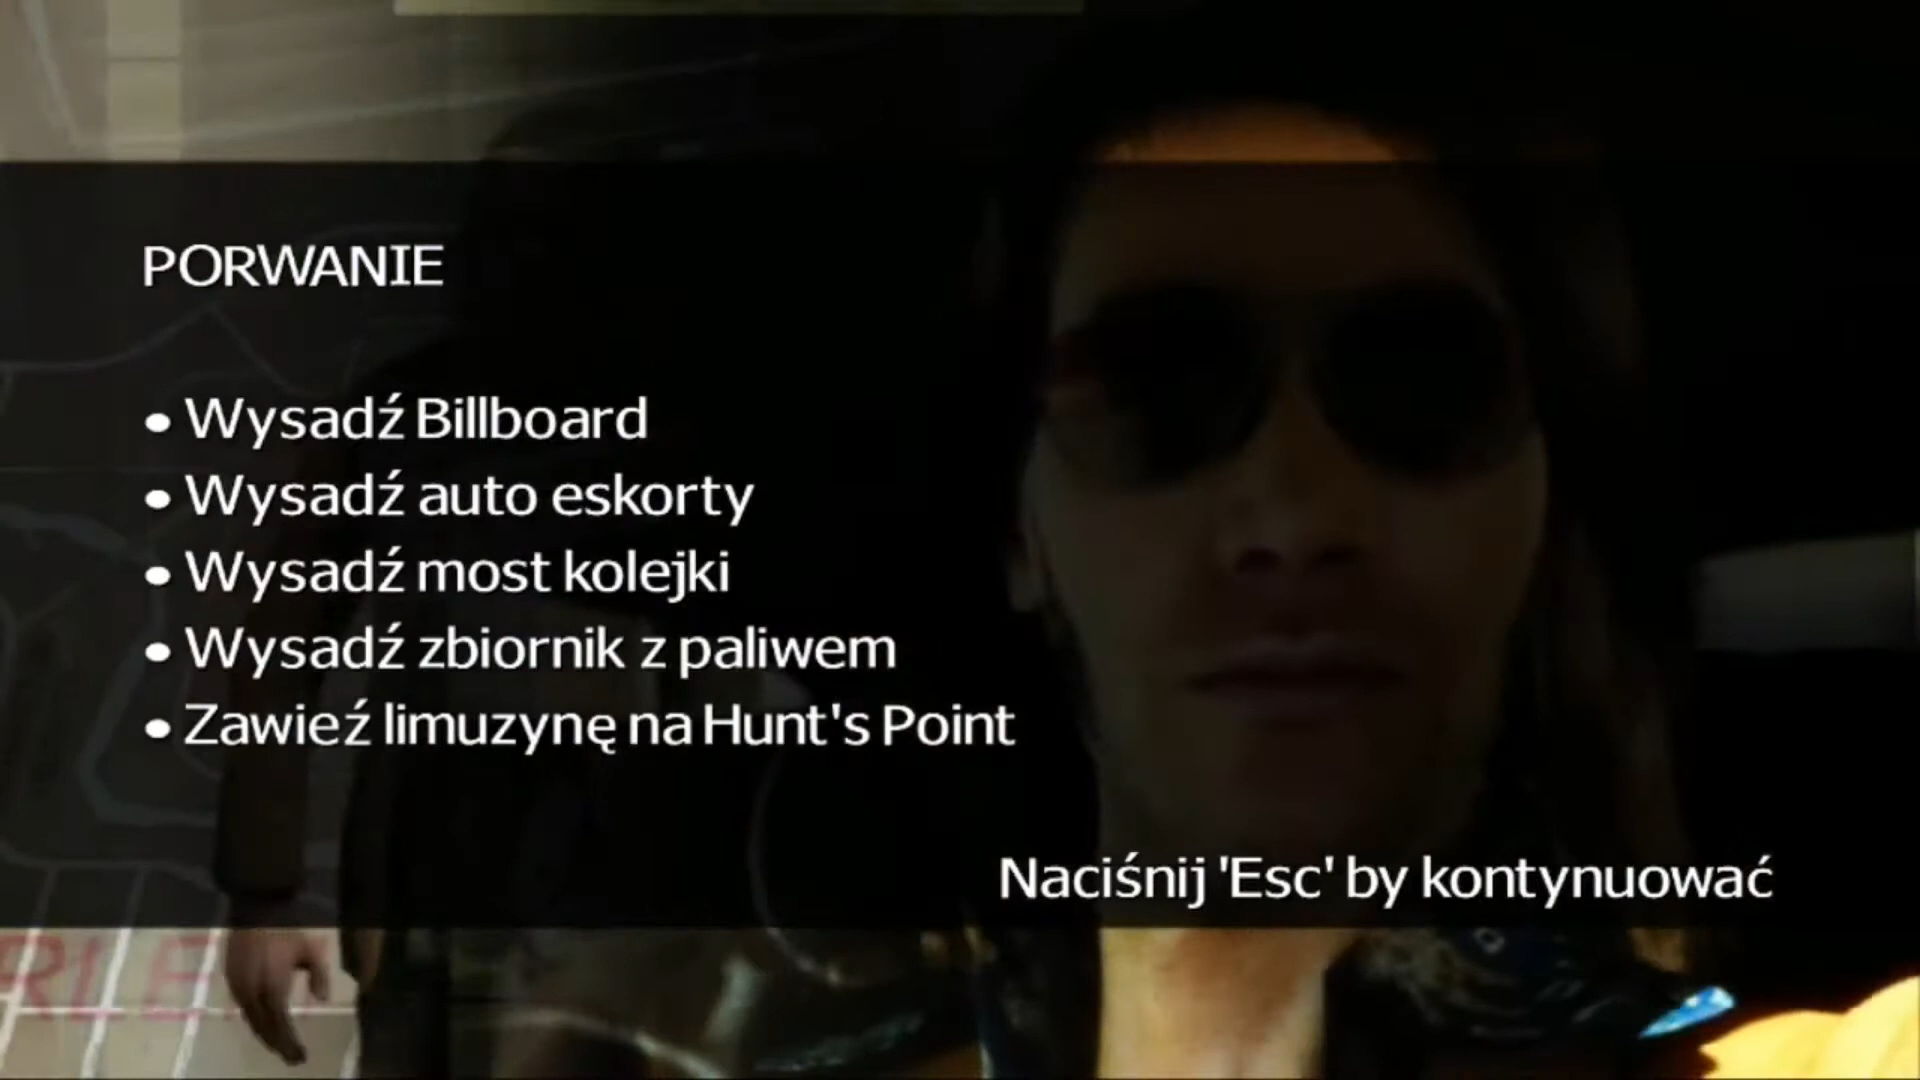 PORWANIE
• Wysadź Billboard
• Wysadź auto eskorty
• Wysadź most kolejki
• Wysadź zbiornik z paliwem
• Zawieź limuzynę na Hunt's Point
Naciśnij 'Esc' by kontynuować
RLE